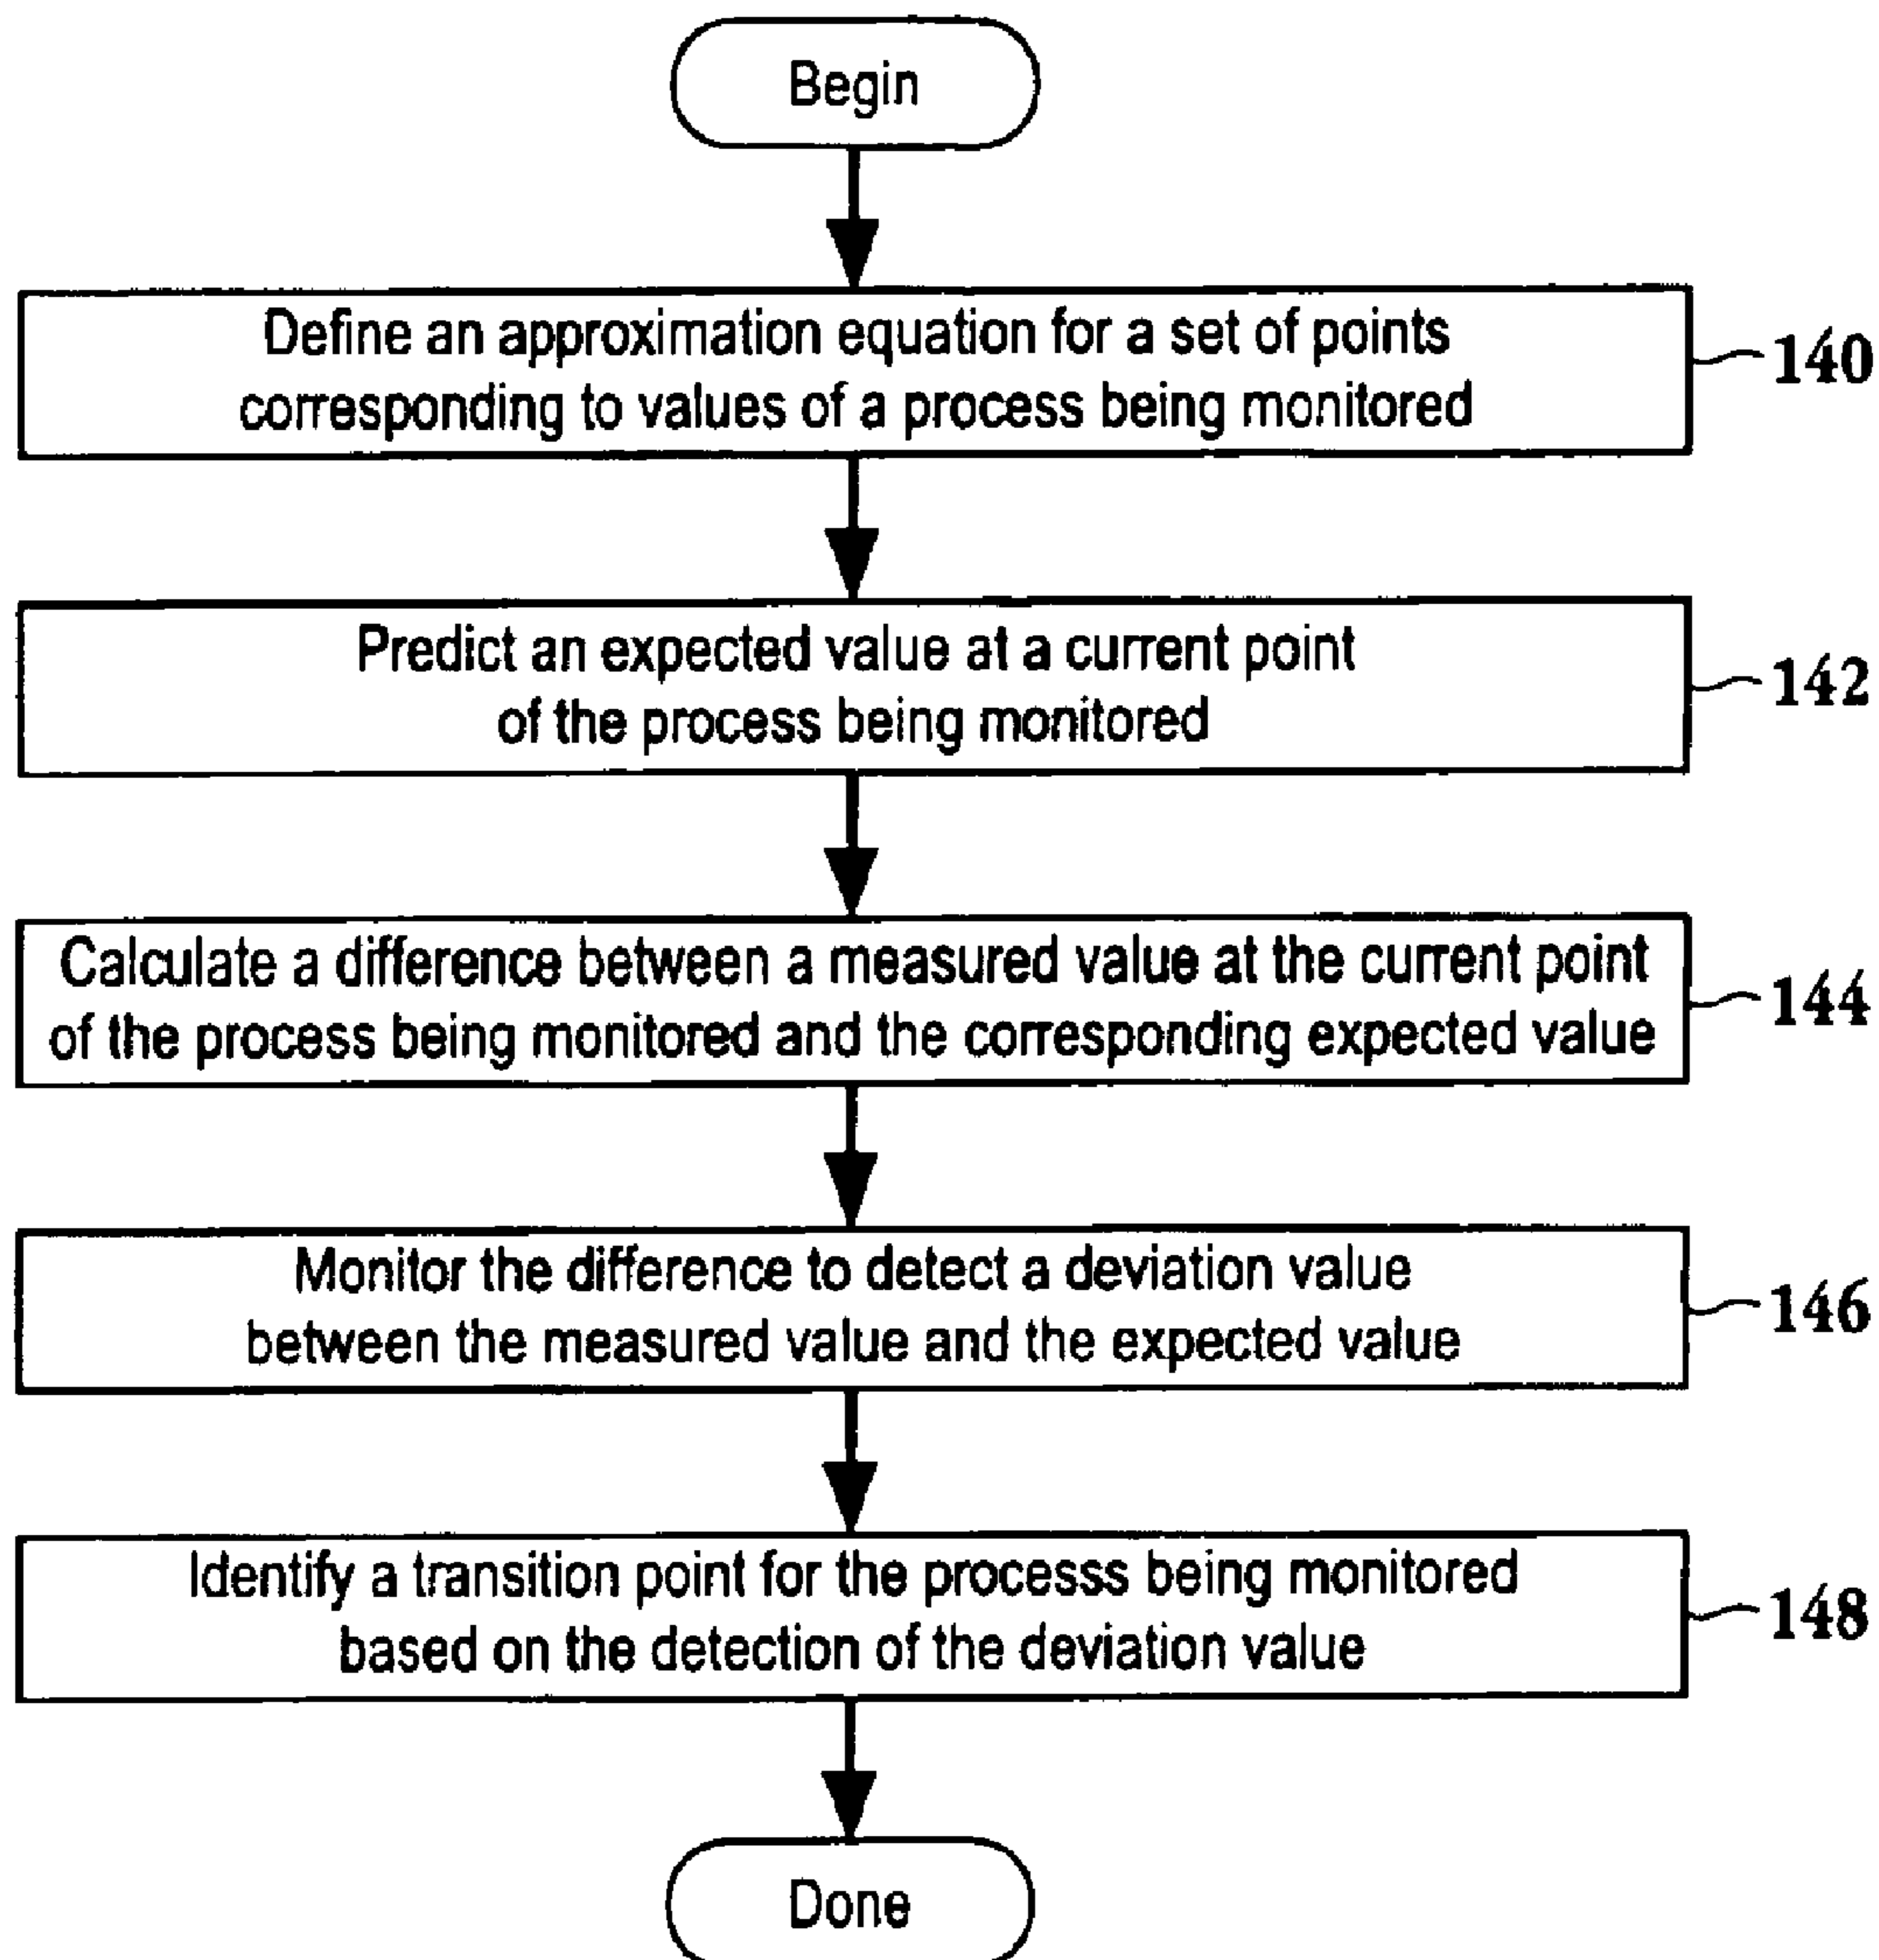 Begin
Define an approximation equation for a set of points
corresponding to values of a process being monitored
140
Predict an expected value at a current point
of the process being monitored
142
Calculate a difference between a measured value at the current point
of the process being monitored and the corresponding expected value
144
Monitor the difference to detect a deviation value
between the measured value and the expected value
146
Identify a transition point for the processs being monitored
based on the detection of the deviation value
148
Done